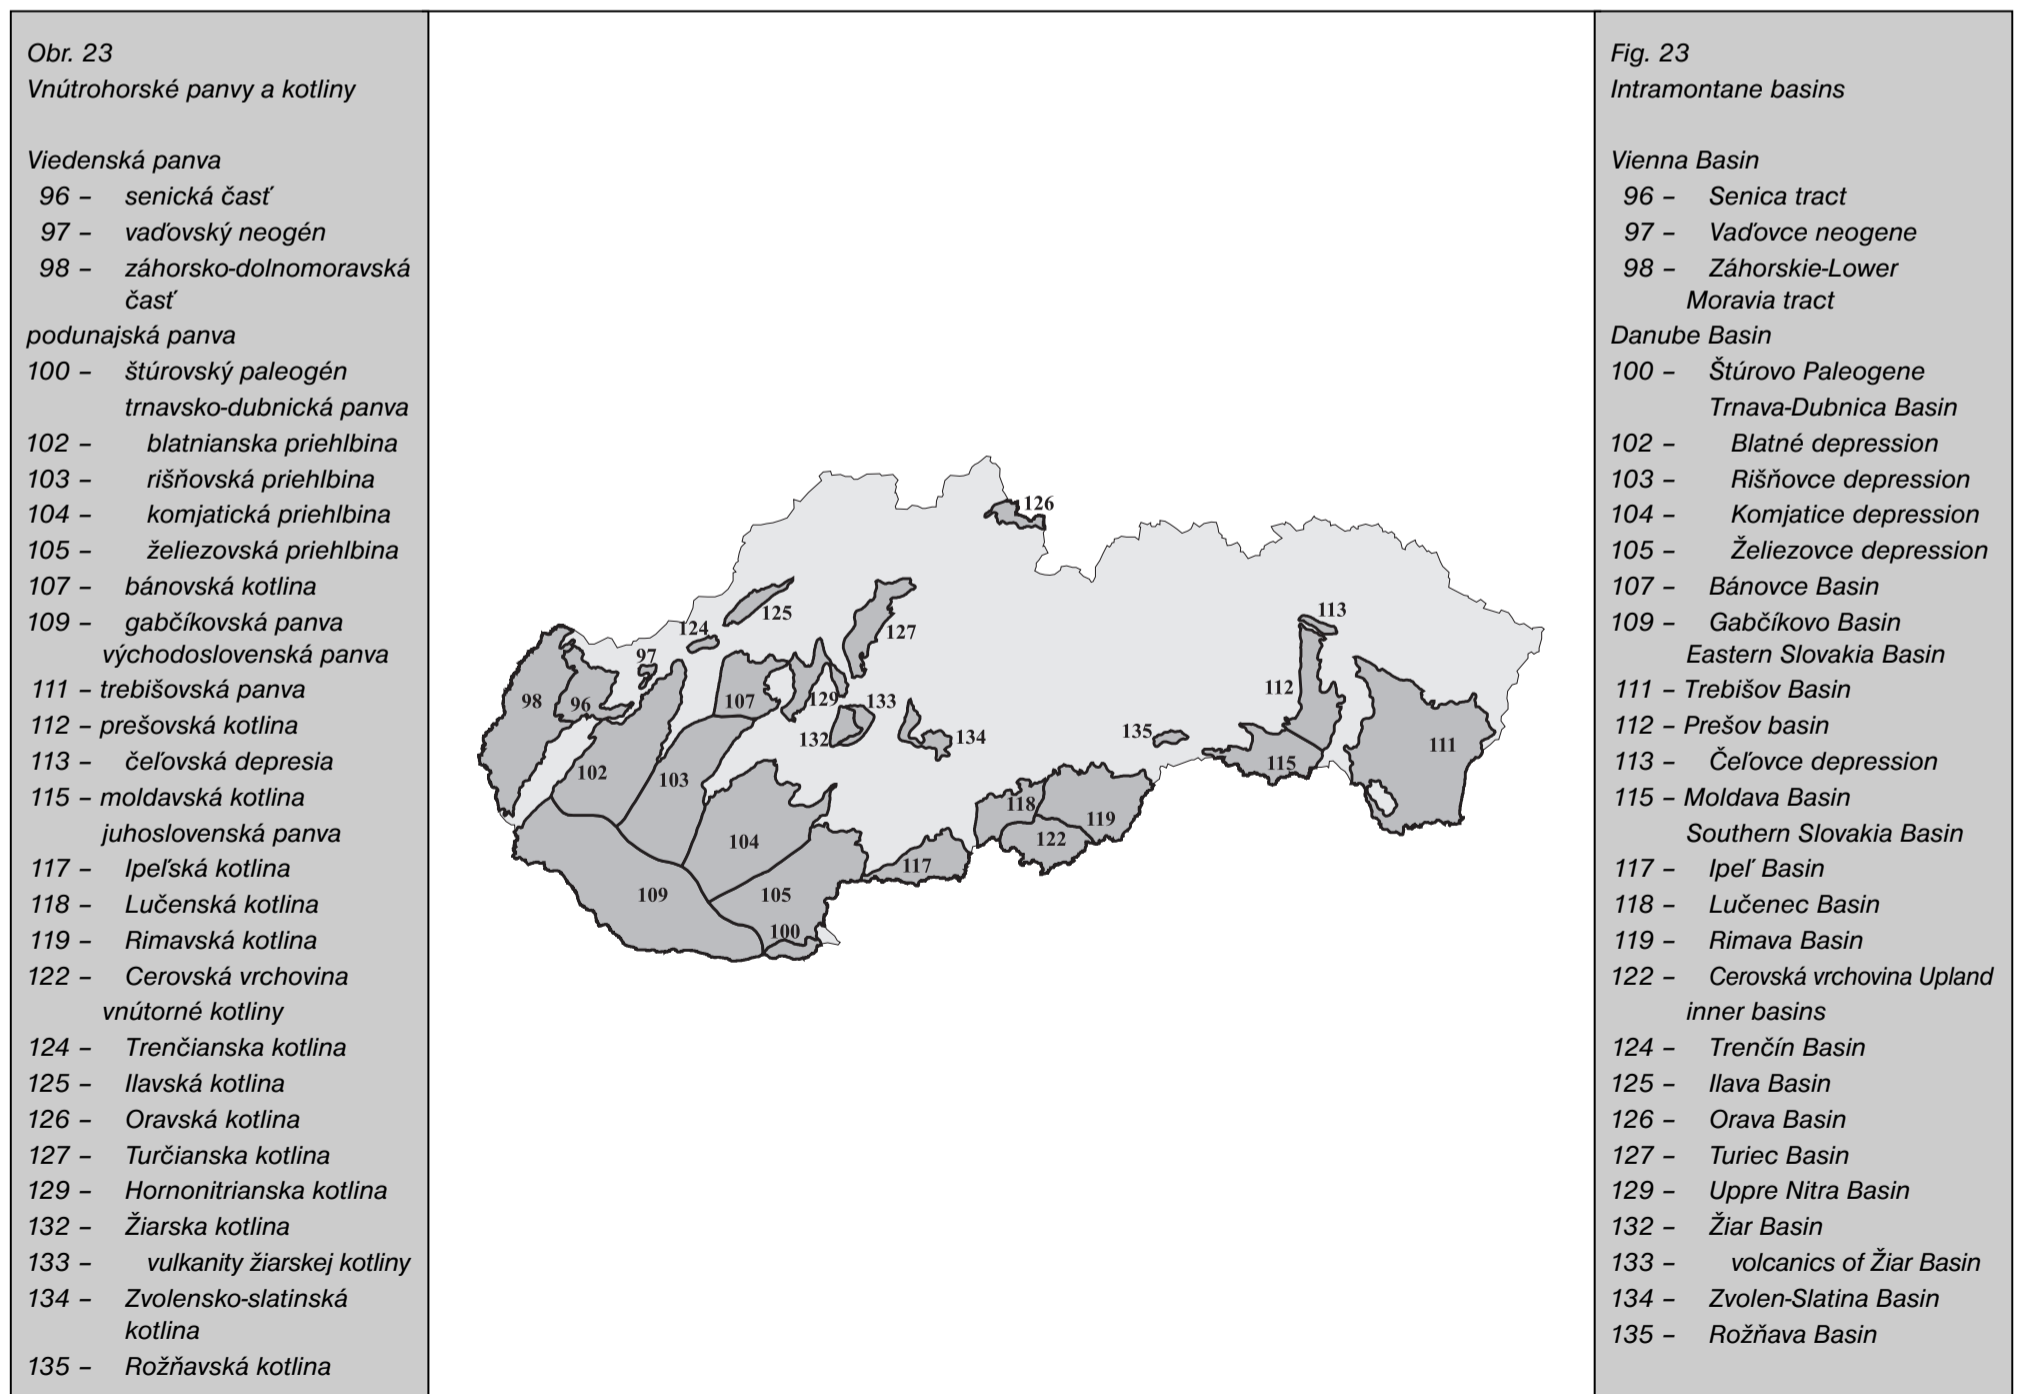 Obr. 23
Vnútrohorské panvy a kotliny
Viedenská panva
96 – senická časť
97 – vaďovský neogén
98 – záhorsko-dolnomoravská
časť
podunajská panva
100 – štúrovský paleogén
trnavsko-dubnická panva
102 – blatnianska priehlbina
103 – rišňovská priehlbina
104 – komjatická priehlbina
105 – želiezovská priehlbina
107 – bánovská kotlina
109 – gabčíkovská panva
východoslovenská panva
111 – trebišovská panva
112 – prešovská kotlina
113 – čeľovská depresia
115 – moldavská kotlina
juhoslovenská panva
117 – Ipeľská kotlina
118 – Lučenská kotlina
119 – Rimavská kotlina
122 – Cerovská vrchovina
vnútorné kotliny
124 – Trenčianska kotlina
125 – Ilavská kotlina
126 – Oravská kotlina
127 – Turčianska kotlina
129 – Hornonitrianska kotlina
132 – Žiarska kotlina
133 – vulkanity žiarskej kotliny
134 – Zvolensko-slatinská
kotlina
135 – Rožňavská kotlina
126
125
113
124
127
97
112
98
96
107
129
133
132
134
135
111
102
103
115
118
119
104
122
117
109
105
100
Fig. 23
Intramontane basins
Vienna Basin
96 – Senica tract
97 – Vaďovce neogene
98 – Záhorskie-Lower
Moravia tract
Danube Basin
100 – Štúrovo Paleogene
Trnava-Dubnica Basin
102 – Blatné depression
103 – Rišňovce depression
104 – Komjatice depression
105 – Želiezovce depression
107 – Bánovce Basin
109 – Gabčíkovo Basin
Eastern Slovakia Basin
111 – Trebišov Basin
112 – Prešov basin
113 – Čeľovce depression
115 – Moldava Basin
Southern Slovakia Basin
117 – Ipeľ Basin
118 – Lučenec Basin
119 – Rimava Basin
122 – Cerovská vrchovina Upland
inner basins
124 – Trenčín Basin
125 – Ilava Basin
126 – Orava Basin
127 – Turiec Basin
129 – Uppre Nitra Basin
132 – Žiar Basin
133 – volcanics of Žiar Basin
134 – Zvolen-Slatina Basin
135 – Rožňava Basin